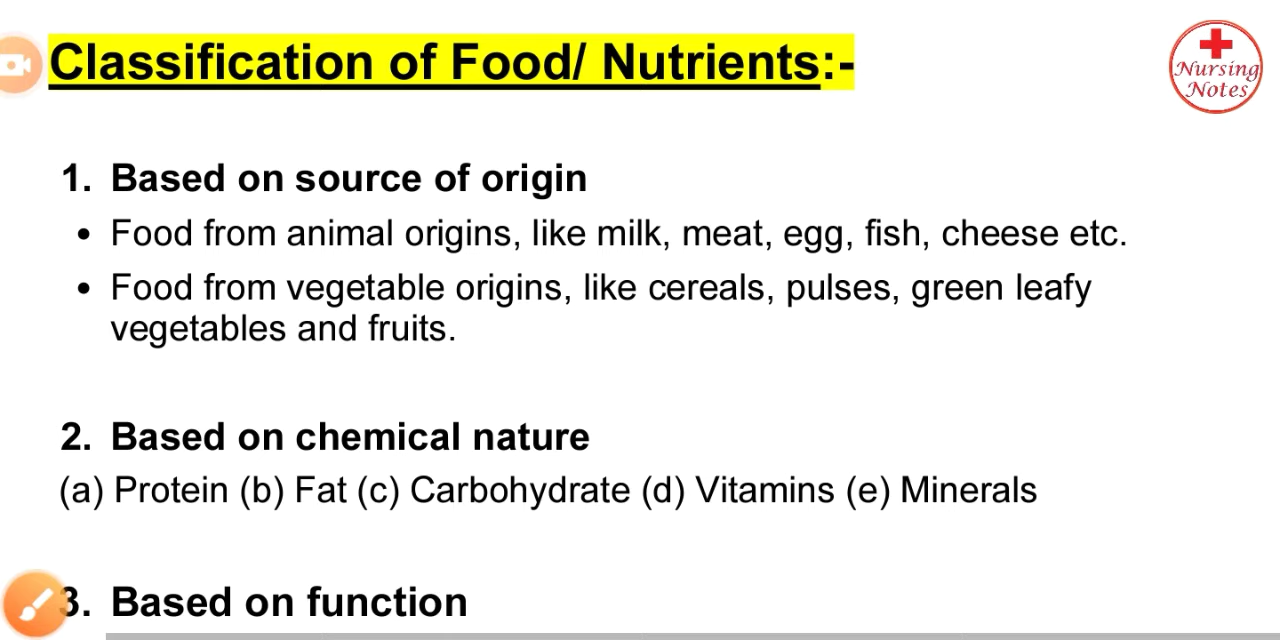 Classification of Food/ Nutrients:-
Nursing
Notes
1. Based on source of origin
• Food from animal origins, like milk, meat, egg, fish, cheese etc.
• Food from vegetable origins, like cereals, pulses, green leafy
vegetables and fruits.
2. Based on chemical nature
(a) Protein (b) Fat (c) Carbohydrate (d) Vitamins (e) Minerals
3. Based on function